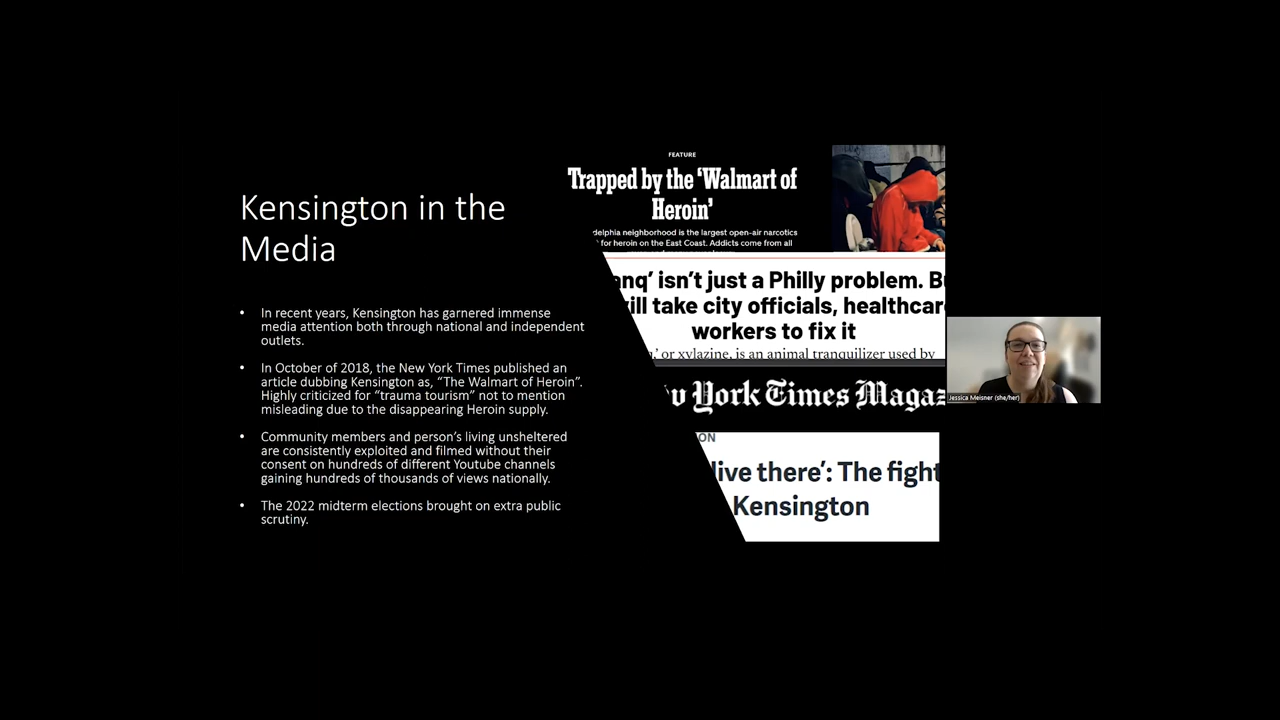 Kensington in the
Media
• In recent years, Kensington has garnered immense
media attention both through national and independent
outlets.
• In October of 2018, the New York Times published an
article dubbing Kensington as, “The Walmart of Heroin”.
Highly criticized for “trauma tourism” not to mention
misleading due to the disappearing Heroin supply.
• Community members and person’s living unsheltered
are consistently exploited and filmed without their
consent on hundreds of different Youtube channels
gaining hundreds of thousands of views nationally.
• The 2022 midterm elections brought on extra public
scrutiny.
FEATURE
Trapped by the ‘Walmart of
Heroin’
delphia neighborhood is the largest open-air narcotics
for heroin on the East Coast. Addicts come from all
anq’ isn’t just a Philly problem. B
ill take city officials, healthcar
workers to fix it
or xylazine, is an animal tranquilizer used by
York Times Magaz
ON
live there’: The fight
Kensington
Jessica Meisner (she/her)